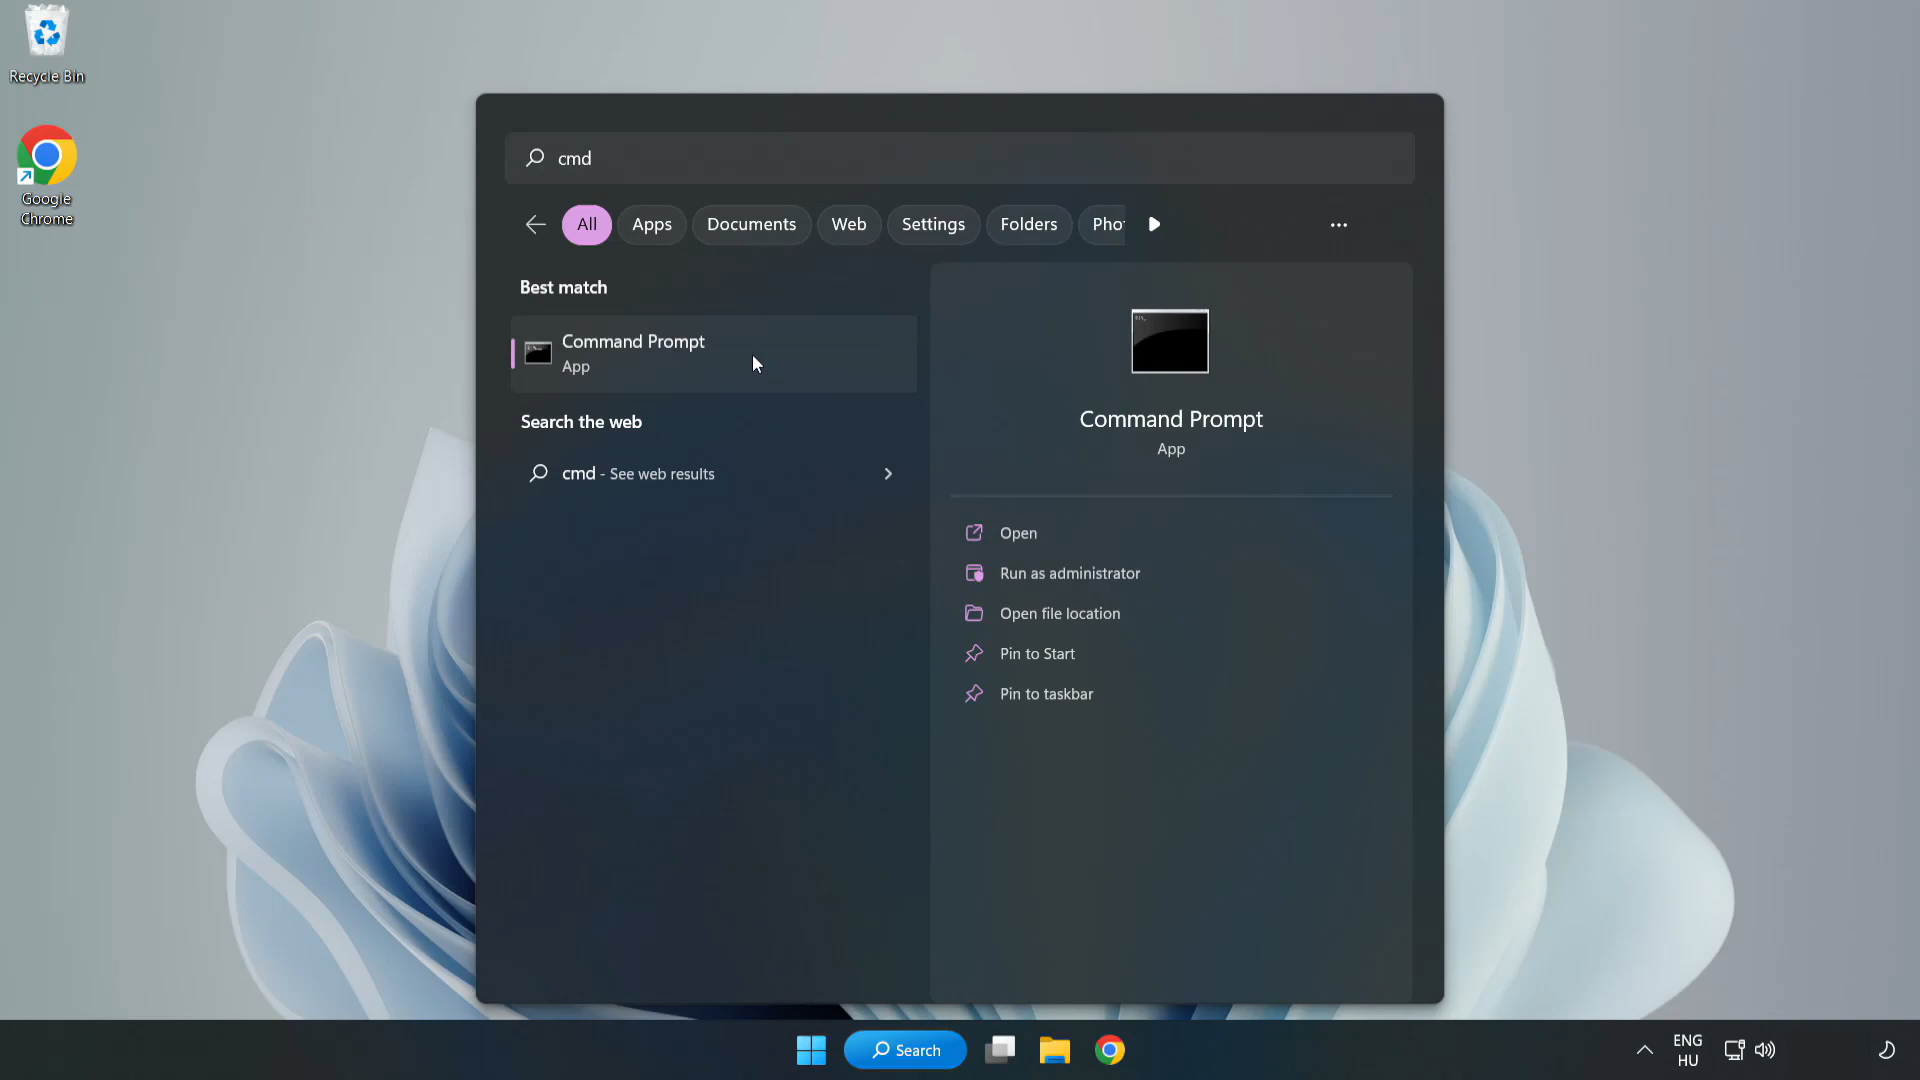 Recycle Bin
Google
Chrome
cmd
All
Apps
Documents
Web
Settings
Folders
Pho
Best match
Command Prompt
App
Search the web
cmd - See web results
Command Prompt
App
Open
Run as administrator
Open file location
Pin to Start
Pin to taskbar
Search
ENG
HU